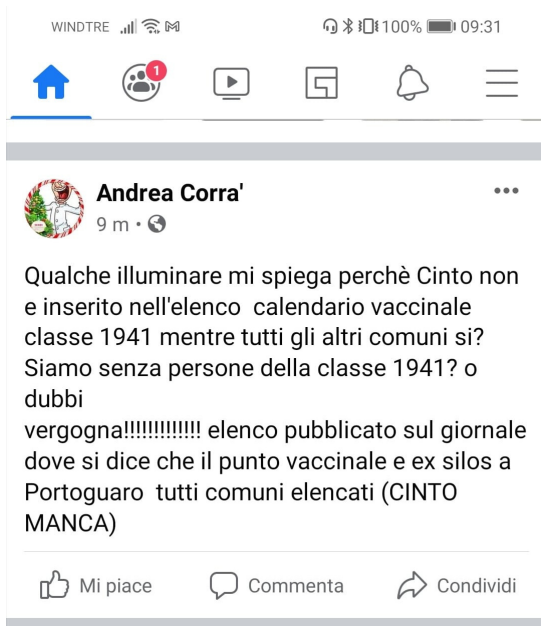 WINDTRE 100% 09:31
1
Andrea Corra'
9 m
Qualche illuminare mi spiega perchè Cinto non
e inserito nell'elenco calendario vaccinale
classe 1941 mentre tutti gli altri comuni si?
Siamo senza persone della classe 1941? o
dubbi
vergogna!!!!!!!!!!!!! elenco pubblicato sul giornale
dove si dice che il punto vaccinale e ex silos a
Portoguaro tutti comuni elencati (CINTO
MANCA)
Mi piace Commenta Condividi